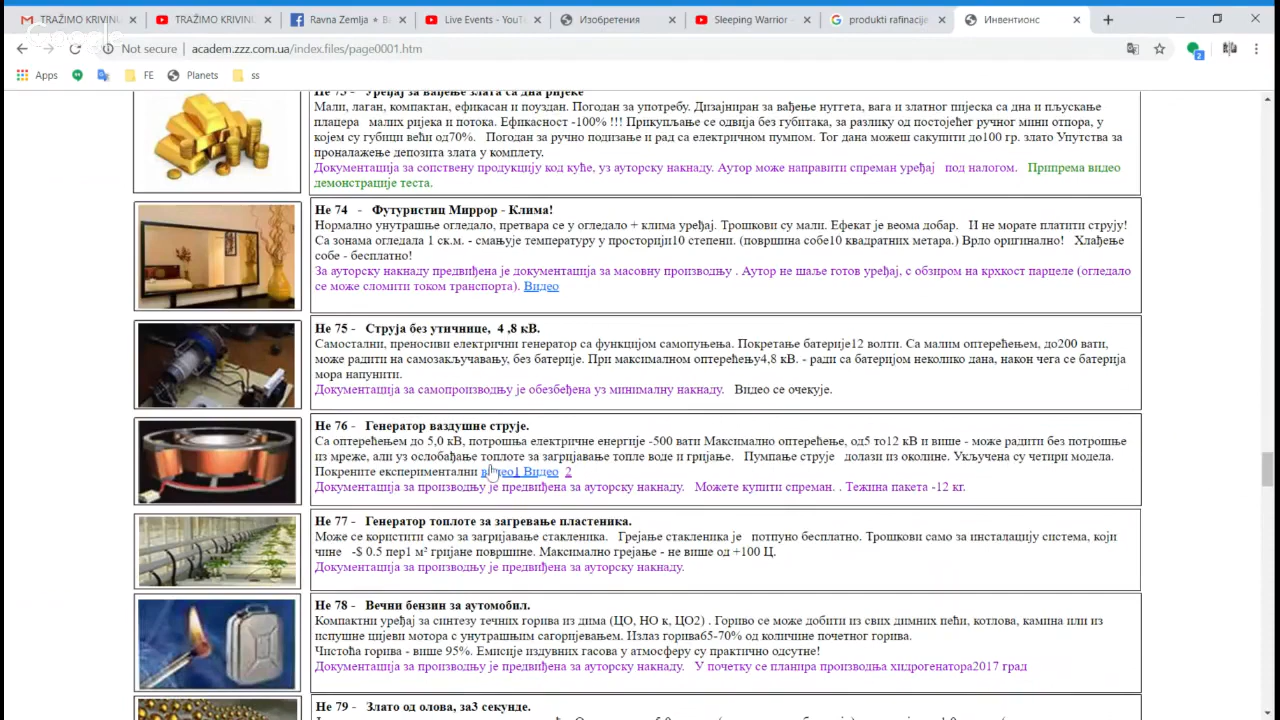 TRAŽIMO KRIVINU
TRAŽIMO KRIVINU
Ravna Zemlja ★ Ba
Live Events - YouT
Изобретения
Sleeping Warrior -
produkti rafinacije
Инвентионс
Google
Not secure
academ.zzz.com.ua/index.files/page0001.htm
2
Apps
FE
Planets
ss
Не 73 - Уређај за вађење злата са дна ријеке
Мали, лаган, компактан, ефикасан и поуздан. Погодан за употребу. Дизајниран за вађење нуггета, вага и златног пијеска са дна и пљускање
плацера малих ријека и потока. Ефикасност -100% !!! Прикупљање се одвија без губитака, за разлику од постојећег ручног мини отпора, у
којем су губици већи од70%. Погодан за ручно подизање и рад са електричном пумпом. Тог дана можеш сакупити до100 гр. злато Упутства за
проналажење депозита злата у комплету.
Документација за сопствену продукцију код куће, уз ауторску накнаду. Аутор може направити спреман уређај под налогом. Припрема видео
демонстрације теста.
Не 74 - Футуристиц Миррор - Клима!
Нормално унутрашње огледало, претвара се у огледало + клима уређај. Трошкови су мали. Ефекат је веома добар. И Не морате платити струју!
Са зонама огледала 1 ск.м. - смањује температуру у просторији10 степени. (површина собе10 квадратних метара.) Врло оригинално! Хлађење
собе - бесплатно!
За ауторску накнаду предвиђена је документација за масовну производњу . Аутор не шаље готов уређај, с обзиром на крхкост парцеле (огледало
се може сломити током транспорта). Видео
Не 75 - Струја без утичнице, 4 ,8 кВ.
Самостални, преносиви електрични генератор са функцијом самопуњења. Покретање батерије12 волти. Са малим оптерећењем, до200 вати,
може радити на самозакључавању, без батерије. При максималном оптерећењу4,8 кВ. - ради са батеријом неколико дана, након чега се батерија
мора напунити.
Документација за самопроизводњу је обезбеђена уз минималну накнаду. Видео се очекује.
Не 76 - Генератор ваздушне струје.
Са оптерећењем до 5,0 кВ, потрошња електричне енергије -500 вати Максимално оптерећење, од5 то12 кВ и више - може радити без потрошње
из мреже, али уз ослобађање топлоте за загријавање топле воде и гријање. Пумпање струје долази из околине. Укључена су четири модела.
Покрените експериментални видео1 Видео 2
Документација за производњу је предвиђена за ауторску накнаду. Можете купити спреман. . Тежина пакета -12 кг.
Не 77 - Генератор топлоте за загревање пластеника.
Може се користити само за загријавање стакленика. Грејање стакленика је потпуно бесплатно. Трошкови само за инсталацију система, који
чине -$ 0.5 пер1 м² гријане површине. Максимално грејање - не више од +100 Ц.
Документација за производњу је предвиђена за ауторску накнаду.
Не 78 - Вечни бензин за аутомобил.
Компактни уређај за синтезу течних горива из дима (ЦО, НО к, ЦО2) . Гориво се може добити из свих димних пећи, котлова, камина или из
испушне цијеви мотора с унутрашњим сагоријевањем. Излаз горива65-70% од количине почетног горива.
Чистоћа горива - више 95%. Емисије издувних гасова у атмосферу су практично одсутне!
Документација за производњу је предвиђена за ауторску накнаду. У почетку се планира производња хидрогенатора2017 град
Не 79 - Злато од олова, за3 секунде.